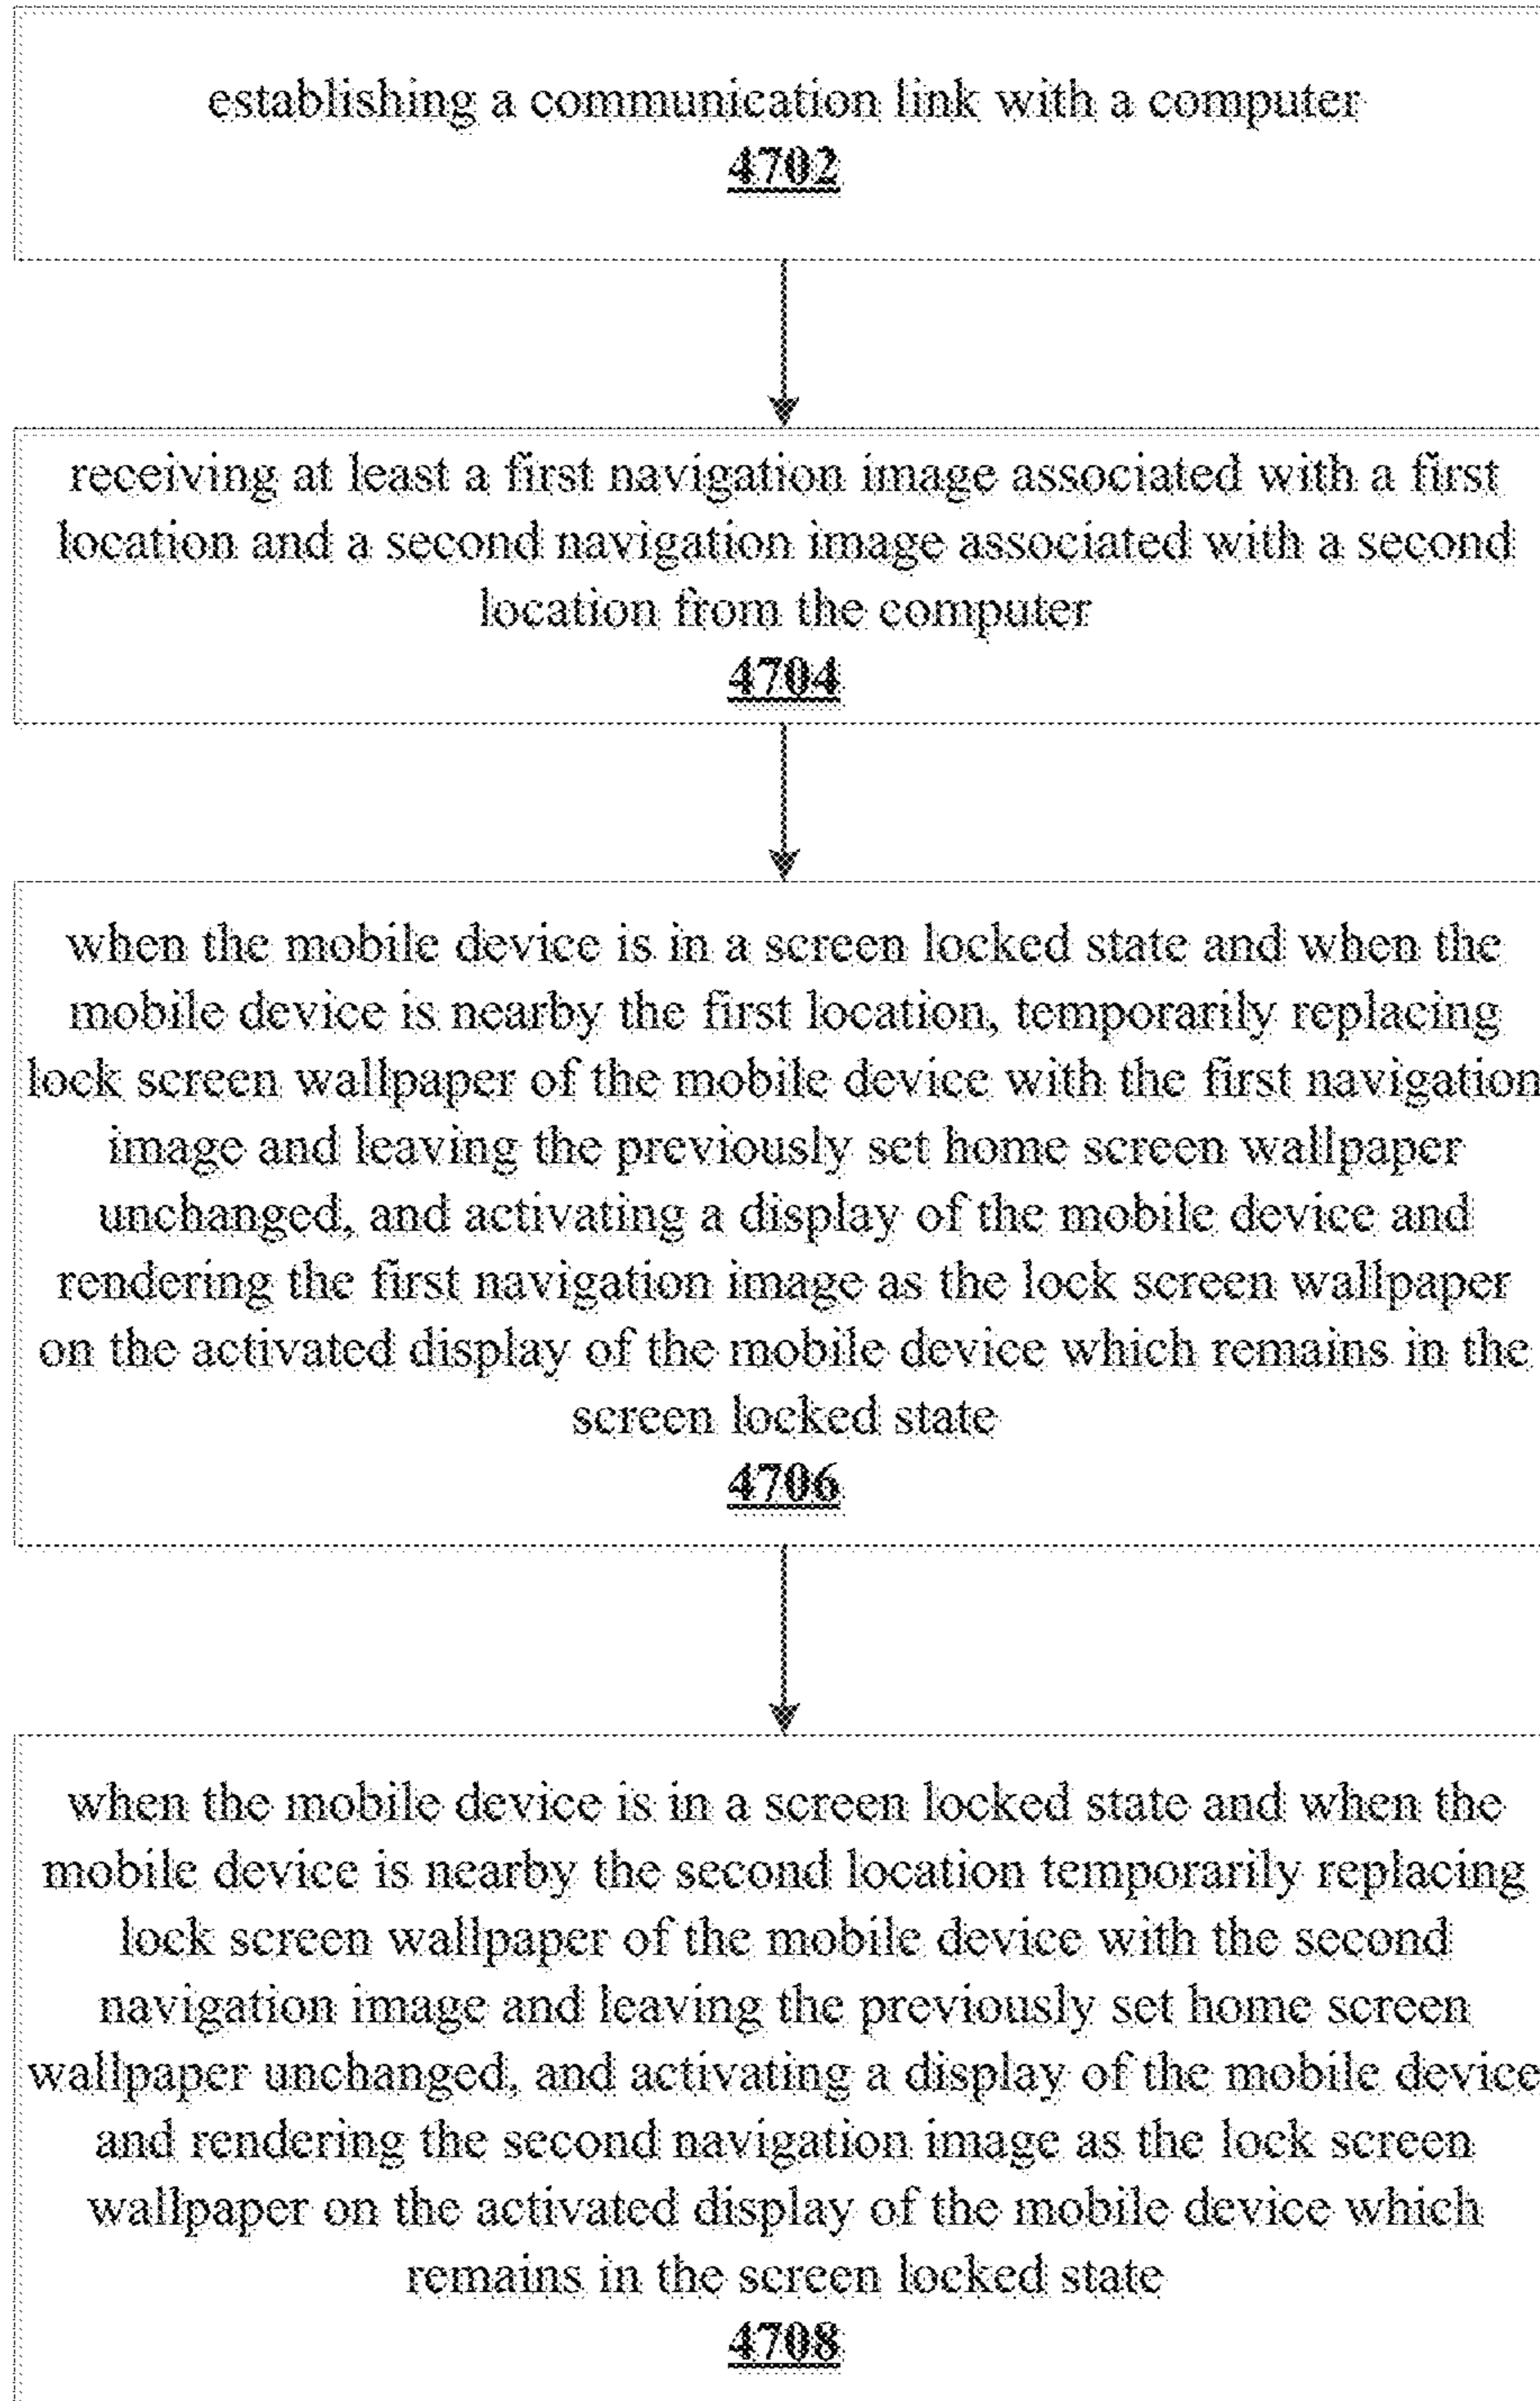 establishing a communication link with a computer
4702
receiving at least a first navigation image associated with a first
location and a second navigation image associated with a second
location from the computer
4704
when the mobile device is in a screen locked state and when the
mobile device is nearby the first location, temporarily replacing
lock screen wallpaper of the mobile device with the first navigation
image and leaving the previously set home screen wallpaper
unchanged, and activating a display of the mobile device and
rendering the first navigation image as the lock screen wallpaper
on the activated display of the mobile device which remains in the
screen locked state
4706
when the mobile device is in a screen locked state and when the
mobile device is nearby the second location temporarily replacing
lock screen wallpaper of the mobile device with the second
navigation image and leaving the previously set home screen
wallpaper unchanged, and activating a display of the mobile device
and rendering the second navigation image as the lock screen
wallpaper on the activated display of the mobile device which
remains in the screen locked state
4708